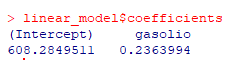 > linear_model$coefficients
(Intercept)    gasolio
608.2849511  0.2363994